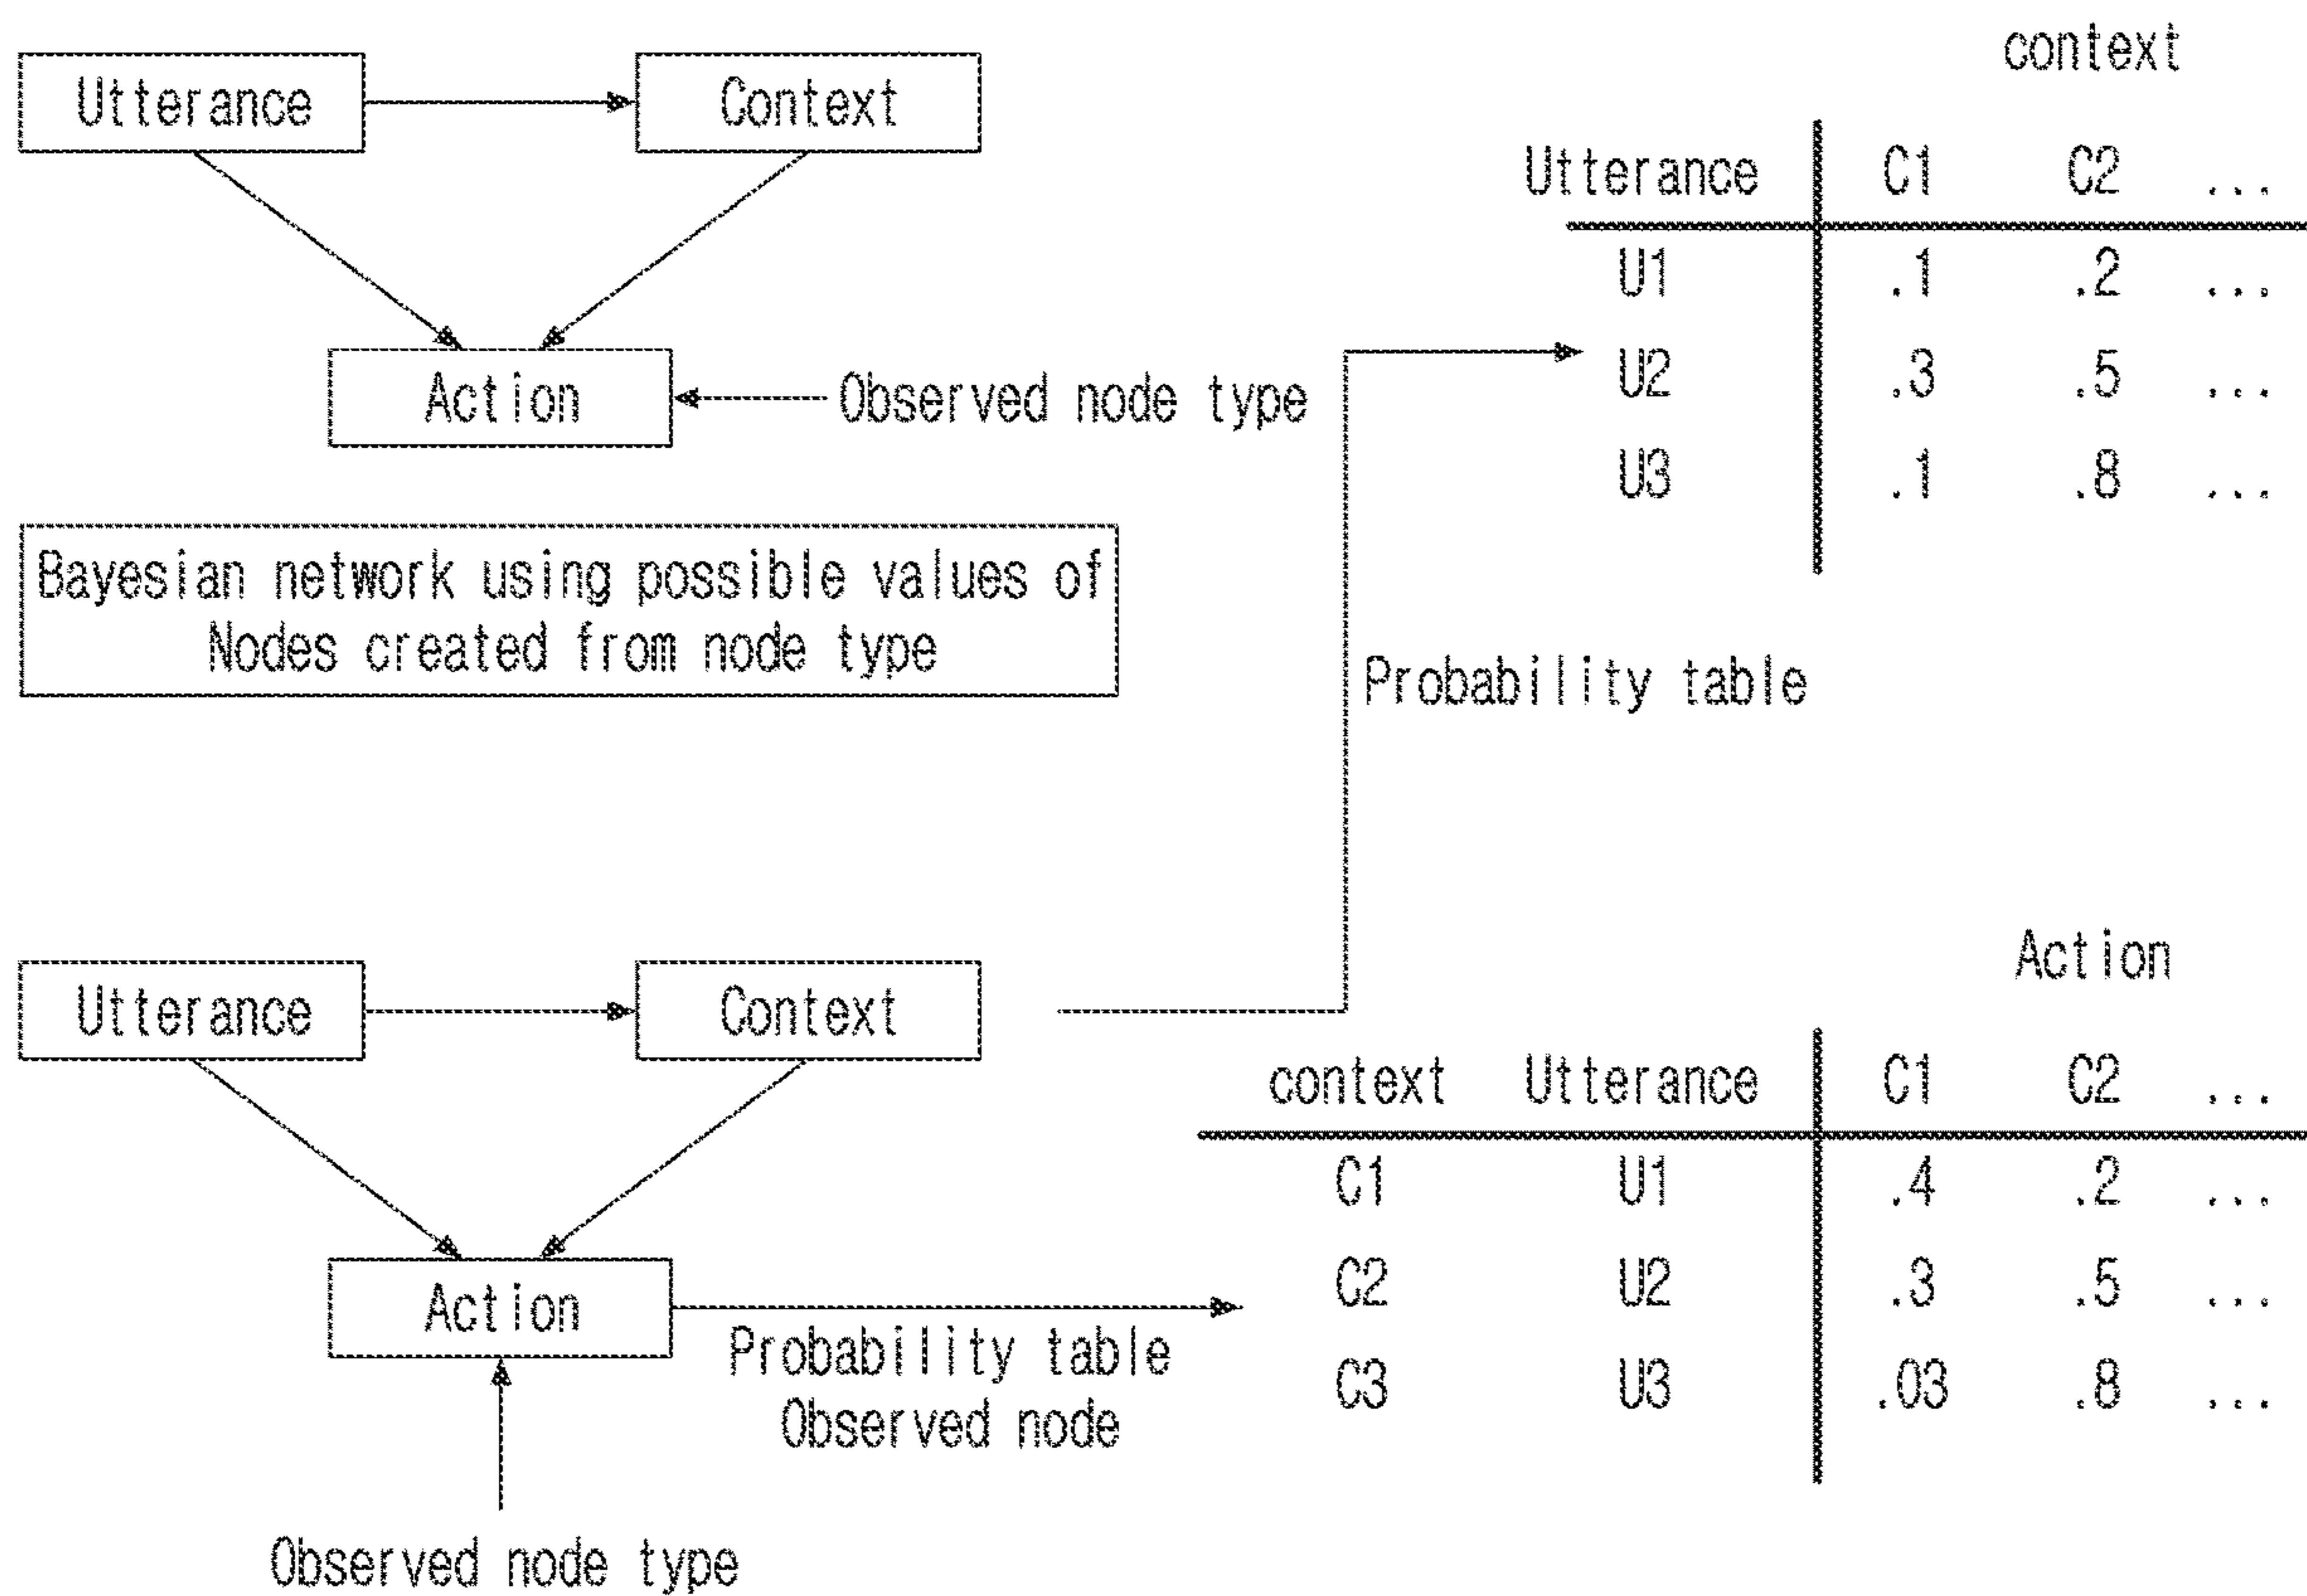 Utterance
Context
Action
Observed node type
Bayesian network using possible values of
Nodes created from node type
context
Utterance C1 C2 ...
U1 .1 .2 ...
U2 .3 .5 ...
U3 .1 .8 ...
Probability table
Utterance
Context
Action
Probability table
Observed node
Observed node type
Action
context Utterance C1 C2 ...
C1 U1 .4 .2 ...
C2 U2 .3 .5 ...
C3 U3 .03 .8 ...